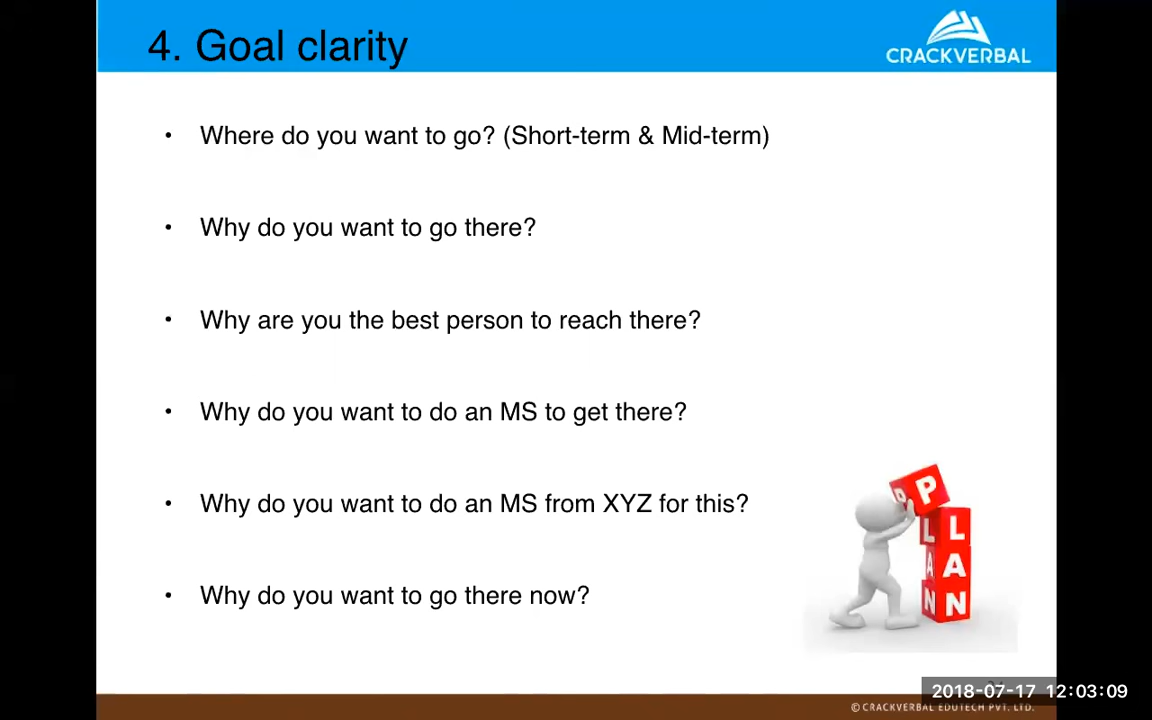 4. Goal clarity
CRACKVERBAL
• Where do you want to go? (Short-term & Mid-term)
• Why do you want to go there?
• Why are you the best person to reach there?
• Why do you want to do an MS to get there?
• Why do you want to do an MS from XYZ for this?
• Why do you want to go there now?
PLAN
2018-07-17 12:03:09
© CRACKVERBAL EDUTECH PVT. LTD.